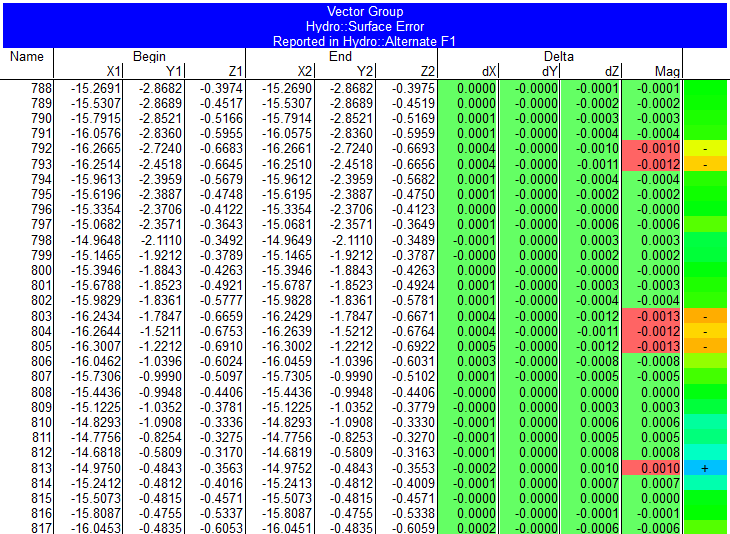 Vector Group
Hydro::Surface Error
Reported in Hydro::Alternate F1
Name Begin End Delta
X1 Y1 Z1 X2 Y2 Z2 dX dY dZ Mag
788 -15.2691 -2.8682 -0.3974 -15.2690 -2.8682 -0.3975 0.0000 -0.0000 -0.0001 -0.0001
789 -15.5307 -2.8689 -0.4517 -15.5307 -2.8689 -0.4519 0.0000 -0.0000 -0.0002 -0.0002
790 -15.7915 -2.8521 -0.5166 -15.7914 -2.8521 -0.5169 0.0001 -0.0000 -0.0003 -0.0003
791 -16.0576 -2.8360 -0.5955 -16.0575 -2.8360 -0.5959 0.0001 -0.0000 -0.0004 -0.0004
792 -16.2665 -2.7240 -0.6683 -16.2661 -2.7240 -0.6693 0.0004 -0.0000 -0.0010 -0.0010 -
793 -16.2514 -2.4518 -0.6645 -16.2510 -2.4518 -0.6656 0.0004 -0.0000 -0.0011 -0.0012 -
794 -15.9613 -2.3959 -0.5679 -15.9612 -2.3959 -0.5682 0.0001 -0.0000 -0.0004 -0.0004
795 -15.6196 -2.3887 -0.4748 -15.6195 -2.3887 -0.4750 0.0001 -0.0000 -0.0002 -0.0002
796 -15.3354 -2.3706 -0.4122 -15.3354 -2.3706 -0.4123 0.0000 -0.0000 -0.0000 -0.0000
797 -15.0682 -2.3571 -0.3643 -15.0681 -2.3571 -0.3649 0.0001 -0.0000 -0.0006 -0.0006
798 -14.9648 -2.1110 -0.3492 -14.9649 -2.1110 -0.3489 -0.0001 0.0000 0.0003 0.0003
799 -15.1465 -1.9212 -0.3789 -15.1465 -1.9212 -0.3787 -0.0000 0.0000 0.0002 0.0002
800 -15.3946 -1.8843 -0.4263 -15.3946 -1.8843 -0.4263 0.0000 -0.0000 -0.0000 -0.0000
801 -15.6788 -1.8523 -0.4921 -15.6787 -1.8523 -0.4924 0.0001 -0.0000 -0.0003 -0.0003
802 -15.9829 -1.8361 -0.5777 -15.9828 -1.8361 -0.5781 0.0001 -0.0000 -0.0004 -0.0004
803 -16.2434 -1.7847 -0.6659 -16.2429 -1.7847 -0.6671 0.0004 -0.0000 -0.0012 -0.0013 -
804 -16.2644 -1.5211 -0.6753 -16.2639 -1.5212 -0.6764 0.0004 -0.0000 -0.0011 -0.0012 -
805 -16.3007 -1.2212 -0.6910 -16.3002 -1.2212 -0.6922 0.0005 -0.0000 -0.0012 -0.0013 -
806 -16.0462 -1.0396 -0.6024 -16.0459 -1.0396 -0.6031 0.0003 -0.0000 -0.0008 -0.0008
807 -15.7306 -0.9990 -0.5097 -15.7305 -0.9990 -0.5102 0.0001 -0.0000 -0.0005 -0.0005
808 -15.4436 -0.9948 -0.4406 -15.4436 -0.9948 -0.4406 -0.0000 0.0000 0.0000 0.0000
809 -15.1225 -1.0352 -0.3781 -15.1225 -1.0352 -0.3779 -0.0000 0.0000 0.0003 0.0003
810 -14.8293 -1.0908 -0.3336 -14.8293 -1.0908 -0.3330 -0.0001 0.0000 0.0006 0.0006
811 -14.7756 -0.8254 -0.3275 -14.7756 -0.8253 -0.3270 -0.0001 0.0000 0.0005 0.0005
812 -14.6818 -0.5809 -0.3170 -14.6819 -0.5809 -0.3163 -0.0001 0.0000 0.0008 0.0008
813 -14.9750 -0.4843 -0.3563 -14.9752 -0.4843 -0.3553 -0.0002 0.0000 0.0010 0.0010 +
814 -15.2412 -0.4812 -0.4016 -15.2413 -0.4812 -0.4009 -0.0001 0.0000 0.0007 0.0007
815 -15.5073 -0.4815 -0.4571 -15.5073 -0.4815 -0.4571 -0.0000 0.0000 0.0000 0.0000
816 -15.8087 -0.4755 -0.5337 -15.8087 -0.4755 -0.5338 0.0000 -0.0000 -0.0000 -0.0000
817 -16.0453 -0.4835 -0.6053 -16.0451 -0.4835 -0.6059 0.0002 -0.0000 -0.0006 -0.0006